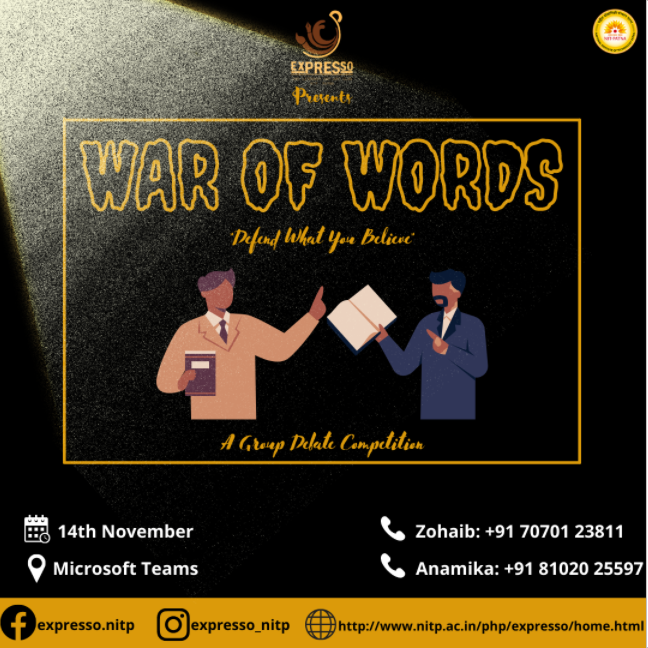 EXPRESSO
Presents
WAR OF WORDS
"Defend What You Believe"
A Group Debate Competition
14th November
Zohaib: +91 70701 23811
Microsoft Teams
Anamika: +91 81020 25597
expresso.nitp
expresso_nitp
http://www.nitp.ac.in/php/expresso/home.html